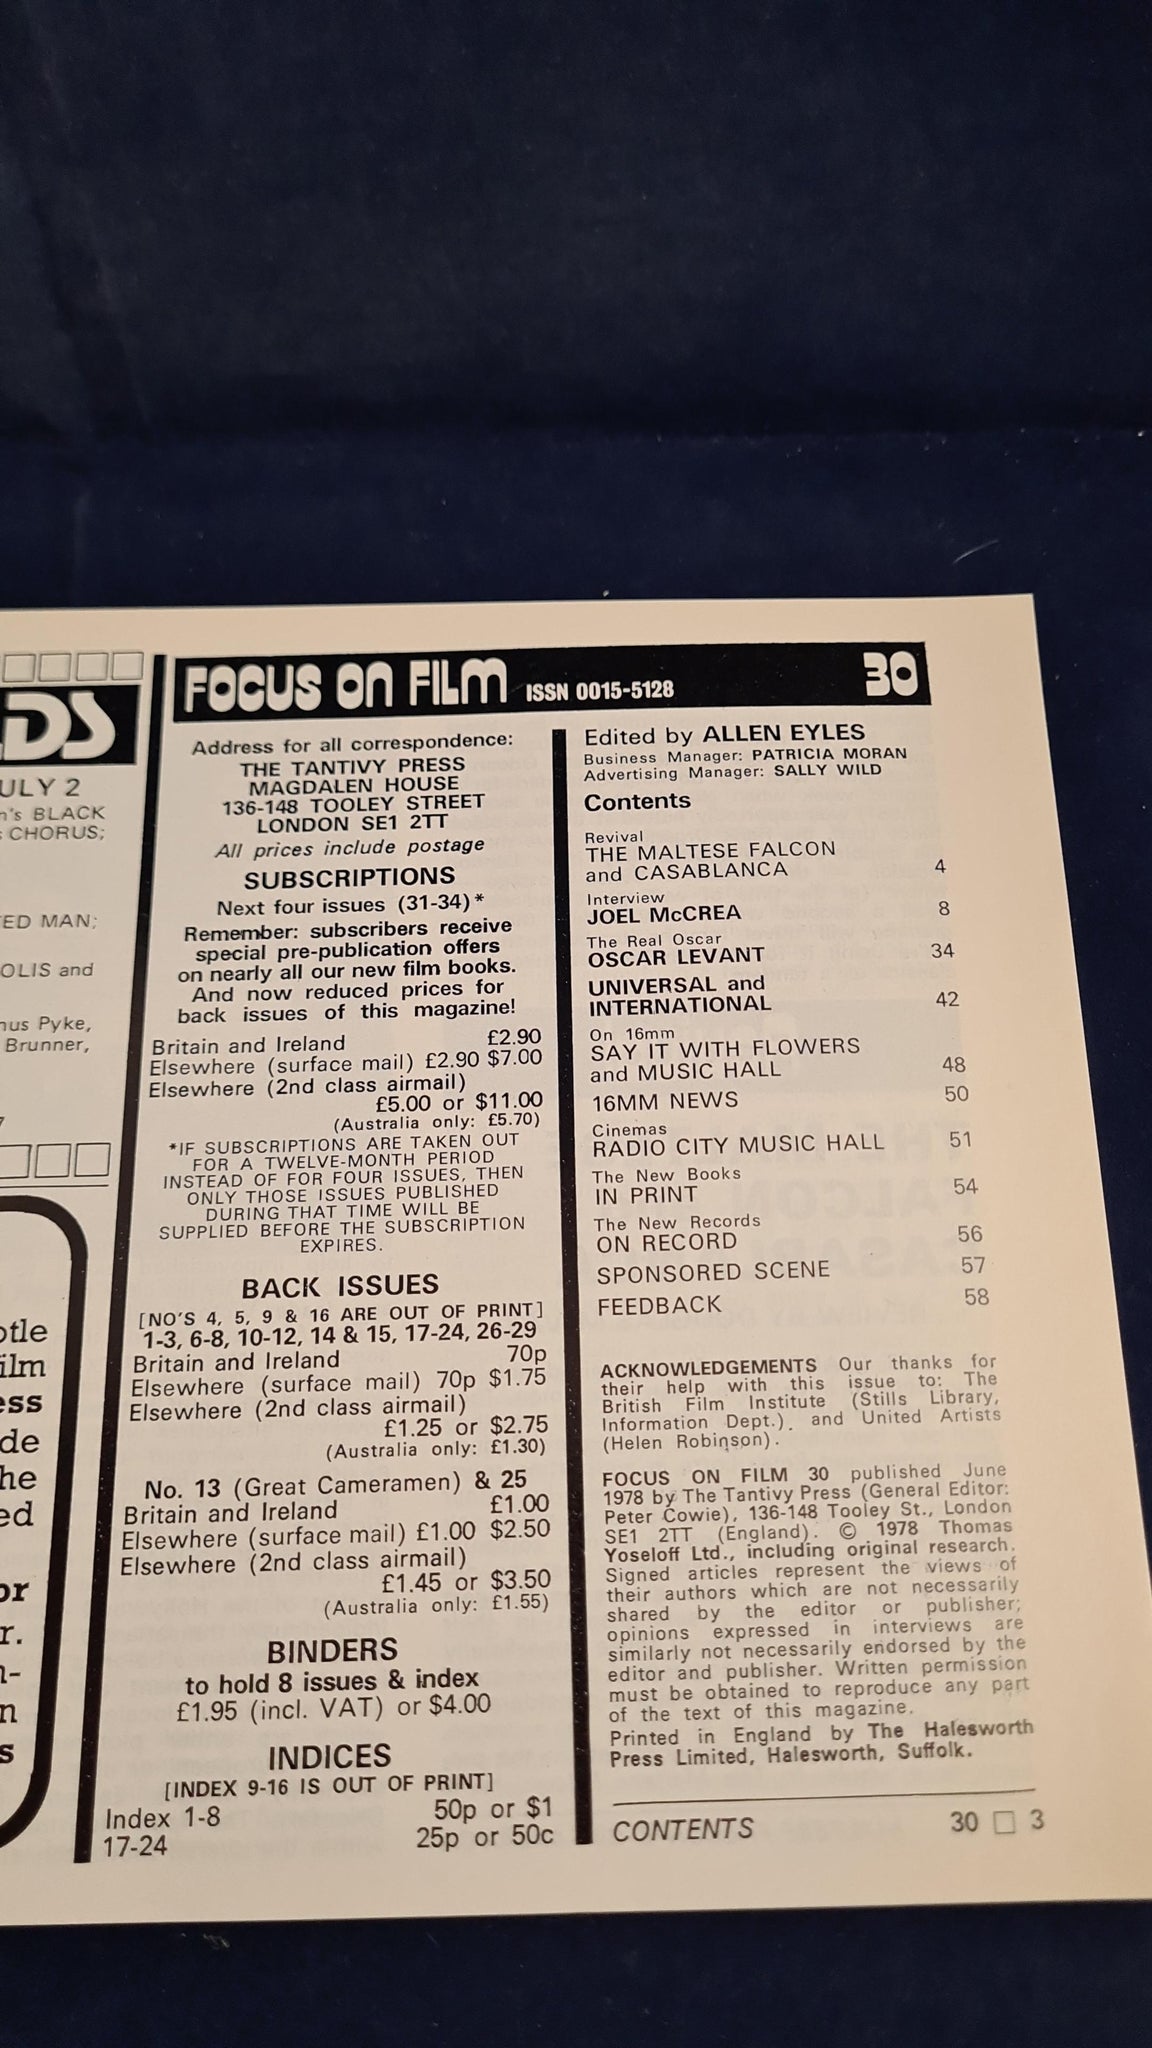 DS
ULY 2
n's BLACK
CHORUS;
ED MAN;
OLIS and
nus Pyke,
Brunner,
7
otle
ilm
ess
de
he
ed
or
r.
n-
n
s
FOCUS ON FILM ISSN 0015-5128 30
Address for all correspondence:
THE TANTIVY PRESS
MAGDALEN HOUSE
136-148 TOOLEY STREET
LONDON SE1 2TT
All prices include postage
SUBSCRIPTIONS
Next four issues (31-34)*
Remember: subscribers receive
special pre-publication offers
on nearly all our new film books.
And now reduced prices for
back issues of this magazine!
Britain and Ireland £2.90
Elsewhere (surface mail) £2.90 $7.00
Elsewhere (2nd class airmail)
£5.00 or $11.00
(Australia only: £5.70)
*IF SUBSCRIPTIONS ARE TAKEN OUT
FOR A TWELVE-MONTH PERIOD
INSTEAD OF FOR FOUR ISSUES, THEN
ONLY THOSE ISSUES PUBLISHED
DURING THAT TIME WILL BE
SUPPLIED BEFORE THE SUBSCRIPTION
EXPIRES.
BACK ISSUES
[NO'S 4, 5, 9 & 16 ARE OUT OF PRINT]
1-3, 6-8, 10-12, 14 & 15, 17-24, 26-29
Britain and Ireland 70p
Elsewhere (surface mail) 70p $1.75
Elsewhere (2nd class airmail)
£1.25 or $2.75
(Australia only: £1.30)
No. 13 (Great Cameramen) & 25
Britain and Ireland £1.00
Elsewhere (surface mail) £1.00 $2.50
Elsewhere (2nd class airmail)
£1.45 or $3.50
(Australia only: £1.55)
BINDERS
to hold 8 issues & index
£1.95 (incl. VAT) or $4.00
INDICES
[INDEX 9-16 IS OUT OF PRINT]
Index 1-8 50p or $1
17-24 25p or 50c
Edited by ALLEN EYLES
Business Manager: PATRICIA MORAN
Advertising Manager: SALLY WILD
Contents
Revival
THE MALTESE FALCON
and CASABLANCA 4
Interview
JOEL McCREA 8
The Real Oscar
OSCAR LEVANT 34
UNIVERSAL and
INTERNATIONAL 42
On 16mm
SAY IT WITH FLOWERS
and MUSIC HALL 48
16MM NEWS 50
Cinemas
RADIO CITY MUSIC HALL 51
The New Books
IN PRINT 54
The New Records
ON RECORD 56
SPONSORED SCENE 57
FEEDBACK 58
ACKNOWLEDGEMENTS Our thanks for
their help with this issue to: The
British Film Institute (Stills Library,
Information Dept.), and United Artists
(Helen Robinson).
FOCUS ON FILM 30 published June
1978 by The Tantivy Press (General Editor:
Peter Cowie), 136-148 Tooley St., London
SE1 2TT (England). © 1978 Thomas
Yoseloff Ltd., including original research.
Signed articles represent the views of
their authors which are not necessarily
shared by the editor or publisher;
opinions expressed in interviews are
similarly not necessarily endorsed by the
editor and publisher. Written permission
must be obtained to reproduce any part
of the text of this magazine.
Printed in England by The Halesworth
Press Limited, Halesworth, Suffolk.
CONTENTS 30 □ 3